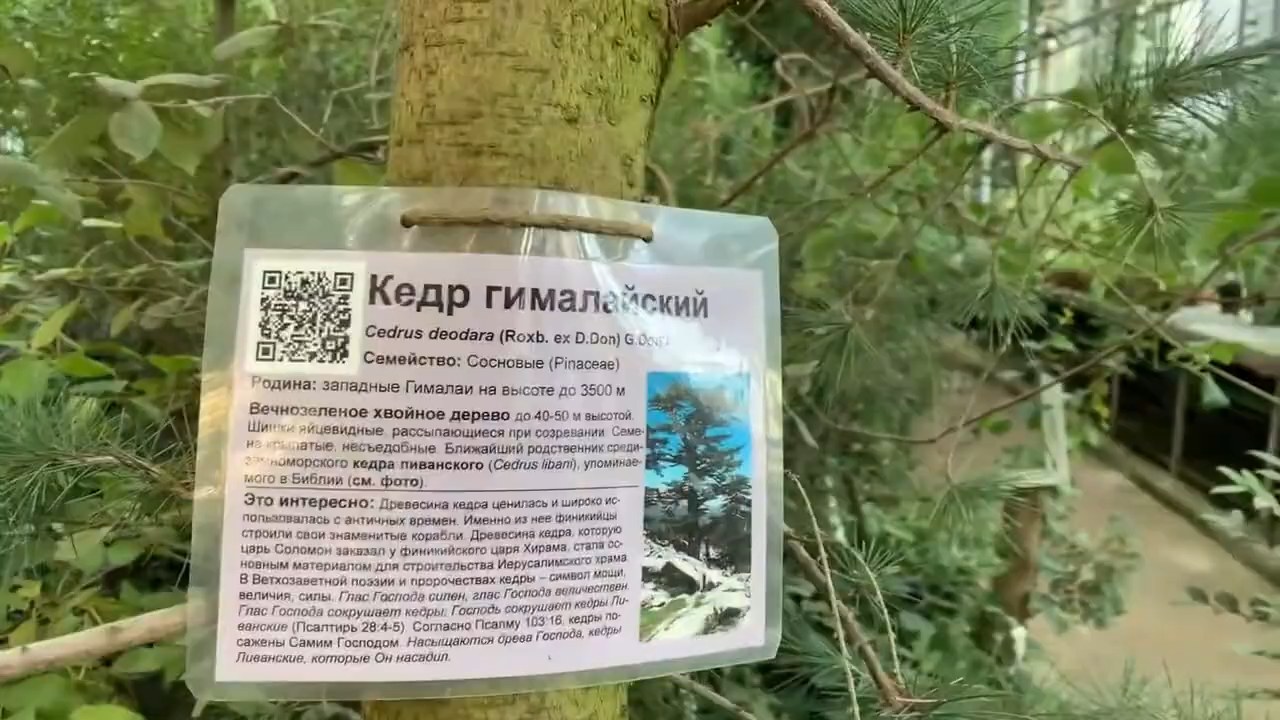 Кедр гималайский
Cedrus deodara (Roxb. ex D.Don) G.Don
Семейство: Сосновые (Pinaceae)
Родина: западные Гималаи на высоте до 3500 м
Вечнозеленое хвойное дерево до 40-50 м высотой.
Шишки яйцевидные, рассыпающиеся при созревании. Семе-
на крылатые, несъедобные. Ближайший родственник среди-
земноморского кедра ливанского (Cedrus libani), упоминае-
мого в Библии (см. фото).
Это интересно: Древесина кедра ценилась и широко ис-
пользовалась с античных времен. Именно из нее финикийцы
строили свои знаменитые корабли. Древесина кедра, которую
царь Соломон заказал у финикийского царя Хирама, стала ос-
новным материалом для строительства Иерусалимского храма.
В Ветхозаветной поэзии и пророчествах кедры – символ мощи,
величия, силы. Глас Господа силен, глас Господа величествен.
Глас Господа сокрушает кедры; Господь сокрушает кедры Ли-
ванские (Псалтирь 28:4-5). Согласно Псалму 103:16, кедры по-
сажены Самим Господом. Насыщаются древа Господа, кедры
Ливанские, которые Он насадил.